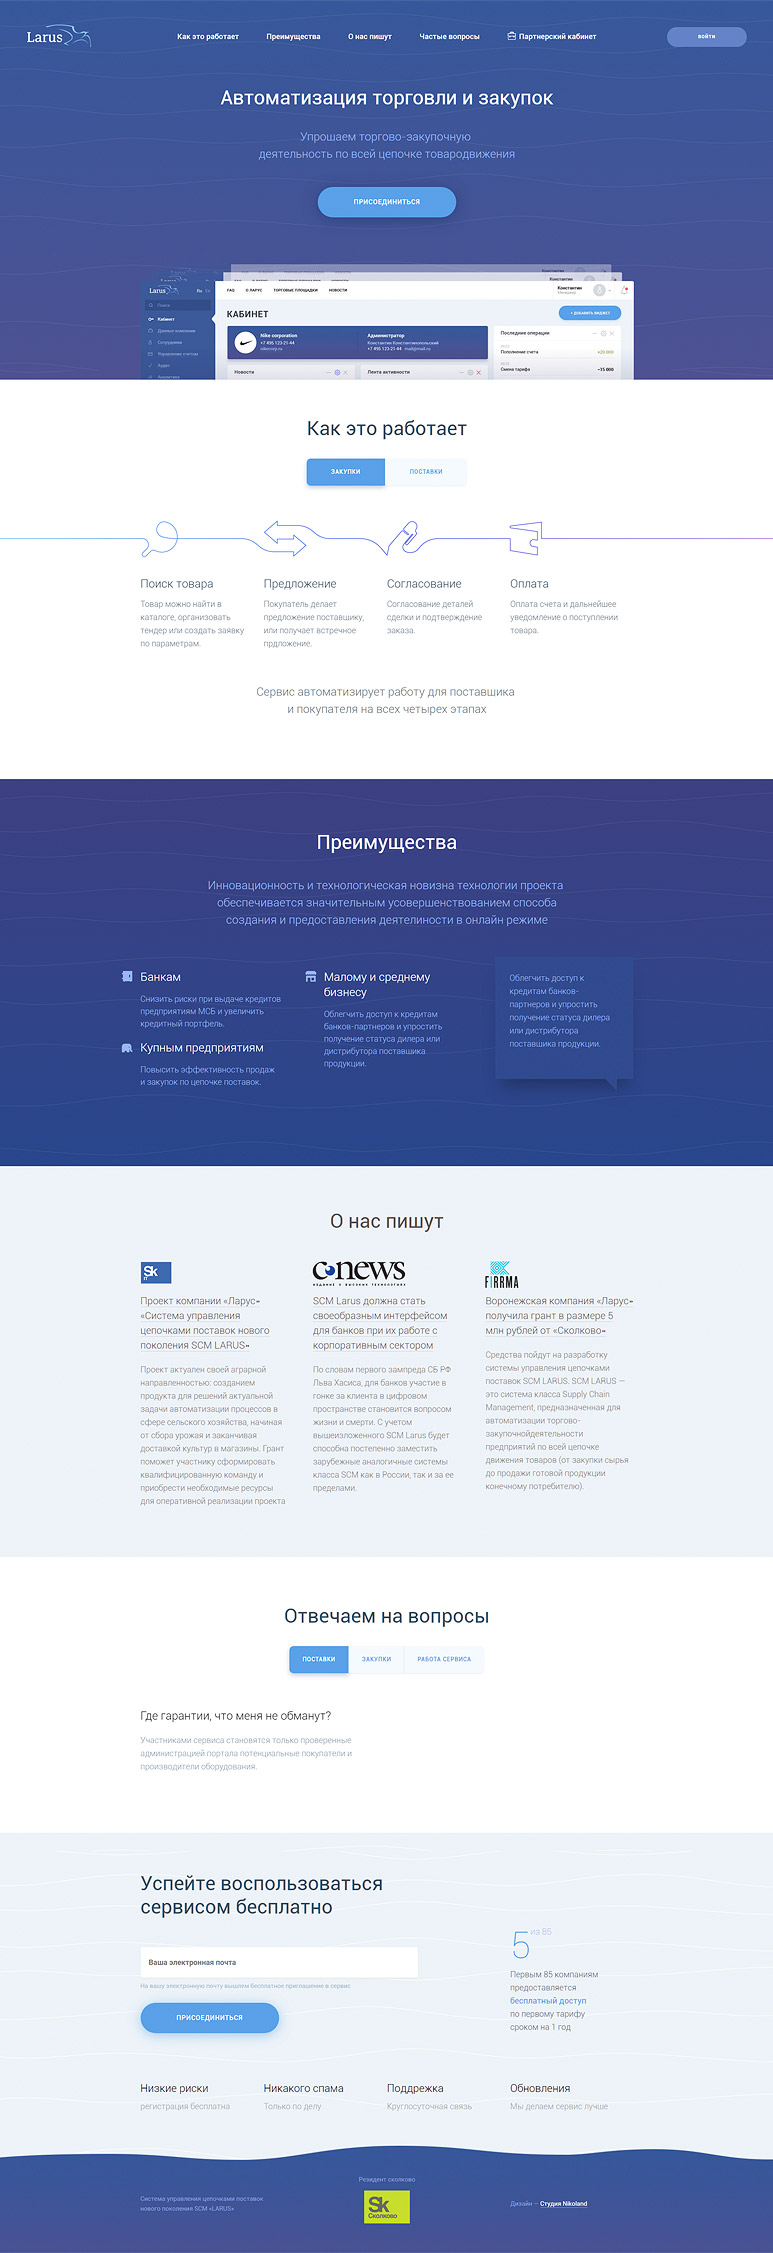 Larus
Как это работает
Преимущества
О нас пишут
Частые вопросы
Партнерский кабинет
ВОЙТИ
Автоматизация торговли и закупок
Упрошаем торгово-закупочную
деятельность по всей цепочке товародвижения
ПРИСОЕДИНИТЬСЯ
Larus
Ru
FAQ
О ЛАРУС
ТОРГОВЫЕ ПЛОЩАДКИ
НОВОСТИ
Константин
Поиск
Кабинет
Данные компании
Сотрудники
Управление счетом
Аудит
Аналитика
КАБИНЕТ
+ ДОБАВИТЬ ВИДЖЕТ
Nike corporation
+7 495 123-21-44
nikecorp.ru
Администратор
Константин Константинопольский
+7 495 123-21-44 mail@mail.ru
Последние операции
Пополнение счета
+20 000
Смена тарифа
−15 000
Новости
Лента активности
Как это работает
ЗАКУПКИ
ПОСТАВКИ
Поиск товара
Товар можно найти в
каталоге, организовать
тендер или создать заявку
по параметрам.
Предложение
Покупатель делает
предложение поставщику,
или получает встречное
прдложение.
Согласование
Согласование деталей
сделки и подтверждение
заказа.
Оплата
Оплата счета и дальнейшее
уведомление о поступлении
товара.
Сервис автоматизирует работу для поставщика
и покупателя на всех четырех этапах
Преимущества
Инновационность и технологическая новизна технологии проекта
обеспечивается значительным усовершенствованием способа
создания и предоставления деятелиности в онлайн режиме
Банкам
Снизить риски при выдаче кредитов
предприятиям МСБ и увеличить
кредитный портфель.
Купным предприятиям
Повысить эффективность продаж
и закупок по цепочке поставок.
Малому и среднему
бизнесу
Облегчить доступ к кредитам
банков-партнеров и упростить
получение статуса дилера или
дистрибутора поставщика
продукции.
Облегчить доступ к
кредитам банков-
партнеров и упростить
получение статуса дилера
или дистрибутора
поставщика продукции.
О нас пишут
Sk
IT
Проект компании «Ларус»
«Система управления
цепочками поставок нового
поколения SCM LARUS»
Проект актуален своей аграрной
направленностью: созданием
продукта для решений актуальной
задачи автоматизации процессов в
сфере сельского хозяйства, начиная
от сбора урожая и заканчивая
доставкой культур в магазины. Грант
поможет участнику сформировать
квалифицированную команду и
приобрести необходимые ресурсы
для оперативной реализации проекта
cnews
ИЗДАНИЕ О ВЫСОКИХ ТЕХНОЛОГИЯХ
SCM Larus должна стать
своеобразным интерфейсом
для банков при их работе с
корпоративным сектором
По словам первого зампреда СБ РФ
Льва Хасиса, для банков участие в
гонке за клиента в цифровом
пространстве становится вопросом
жизни и смерти. С учетом
вышеизложенного SCM Larus будет
способна постепенно заместить
зарубежные аналогичные системы
класса SCM как в России, так и за ее
пределами.
FIRRMA
Воронежская компания «Ларус»
получила грант в размере 5
млн рублей от «Сколково»
Средства пойдут на разработку
системы управления цепочками
поставок SCM LARUS. SCM LARUS —
это система класса Supply Chain
Management, предназначенная для
автоматизации торгово-
закупочнойдеятельности
предприятий по всей цепочке
движения товаров (от закупки сырья
до продажи готовой продукции
конечному потребителю).
Отвечаем на вопросы
ПОСТАВКИ
ЗАКУПКИ
РАБОТА СЕРВИСА
Где гарантии, что меня не обманут?
Участниками сервиса становятся только проверенные
администрацией портала потенциальные покупатели и
производители оборудования.
Успейте воспользоваться
сервисом бесплатно
Ваша электронная почта
На вашу электронную почту вышлем бесплатное приглашение в сервис
ПРИСОЕДИНИТЬСЯ
5 из 85
Первым 85 компаниям
предоставляется
бесплатный доступ
по первому тарифу
сроком на 1 год
Низкие риски
регистрация бесплатна
Никакого спама
Только по делу
Поддрежка
Круглосуточная связь
Обновления
Мы делаем сервис лучше
Система управления цепочками поставок
нового поколения SCM «LARUS»
Резидент сколково
Sk
Сколково
Дизайн — Студия Nikoland